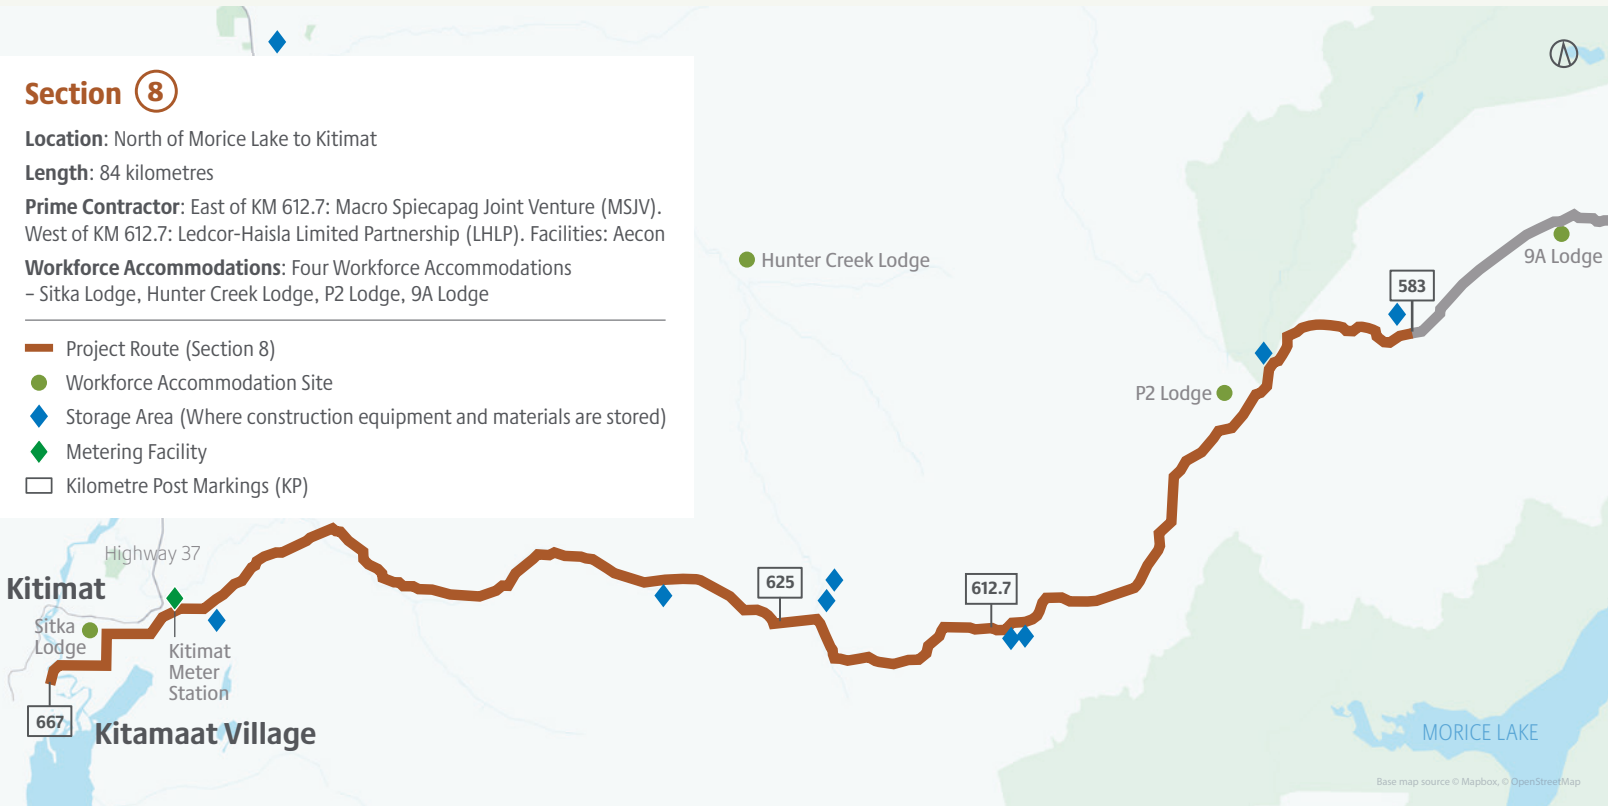 Section 8
Location: North of Morice Lake to Kitimat
Length: 84 kilometres
Prime Contractor: East of KM 612.7: Macro Spiecapag Joint Venture (MSJV).
West of KM 612.7: Ledcor-Haisla Limited Partnership (LHLP). Facilities: Aecon
Workforce Accommodations: Four Workforce Accommodations
– Sitka Lodge, Hunter Creek Lodge, P2 Lodge, 9A Lodge
Project Route (Section 8)
Workforce Accommodation Site
Storage Area (Where construction equipment and materials are stored)
Metering Facility
Kilometre Post Markings (KP)
Hunter Creek Lodge
9A Lodge
583
P2 Lodge
Highway 37
Kitimat
625
612.7
Sitka
Lodge
Kitimat
Meter
Station
667
Kitamaat Village
MORICE LAKE
Base map source © Mapbox, © OpenStreetMap